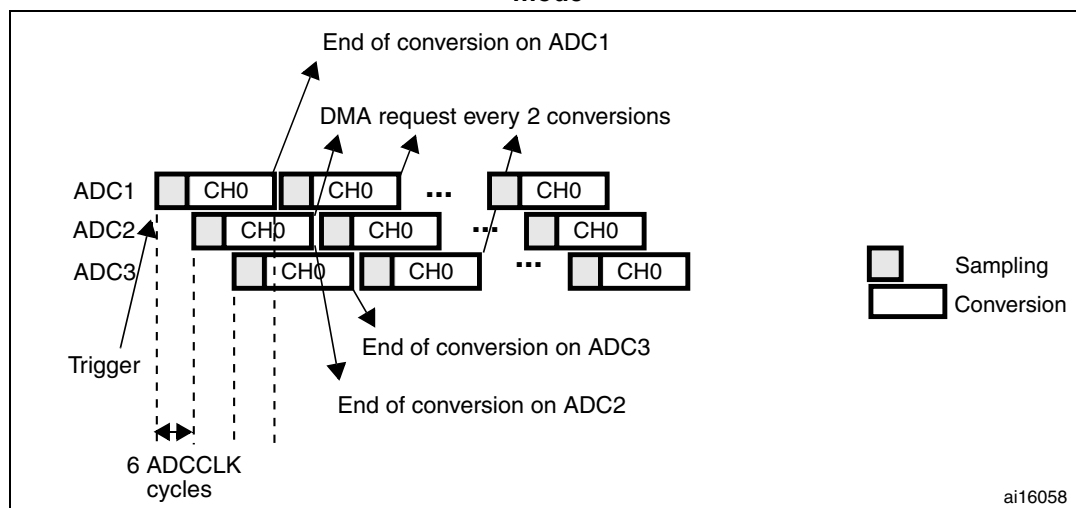 mode
End of conversion on ADC1
DMA request every 2 conversions
ADC1 CH0 CH0 ... CH0
ADC2 CH0 CH0 ... CH0
ADC3 CH0 CH0 ... CH0
Sampling
Conversion
Trigger
End of conversion on ADC3
End of conversion on ADC2
6 ADCCLK
cycles
ai16058